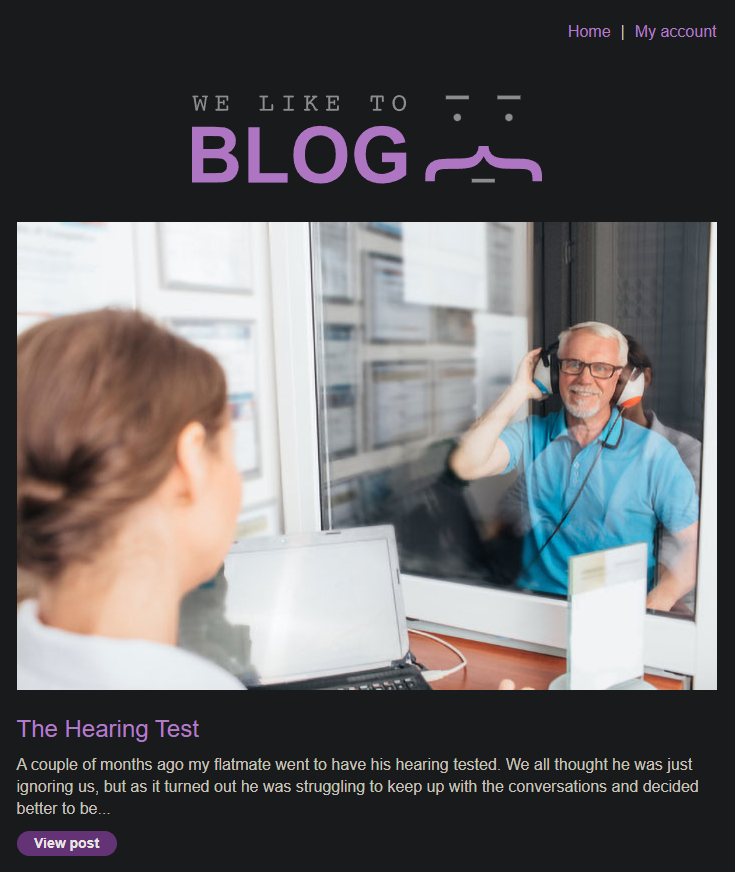 Home | My account
WE LIKE TO
BLOG
The Hearing Test
A couple of months ago my flatmate went to have his hearing tested. We all thought he was just
ignoring us, but as it turned out he was struggling to keep up with the conversations and decided
better to be...
View post